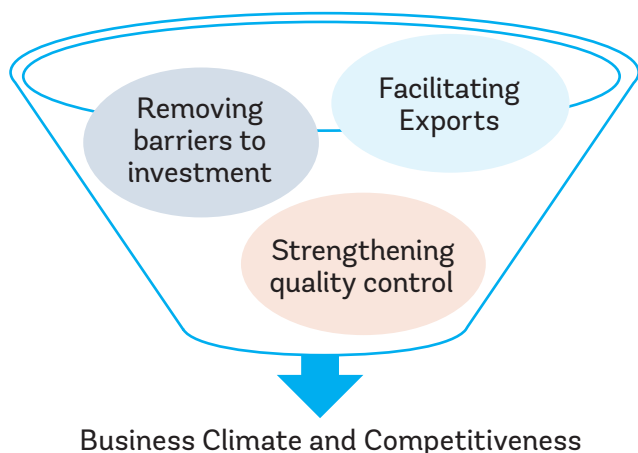 Removing
barriers to
investment
Facilitating
Exports
Strengthening
quality control
Business Climate and Competitiveness